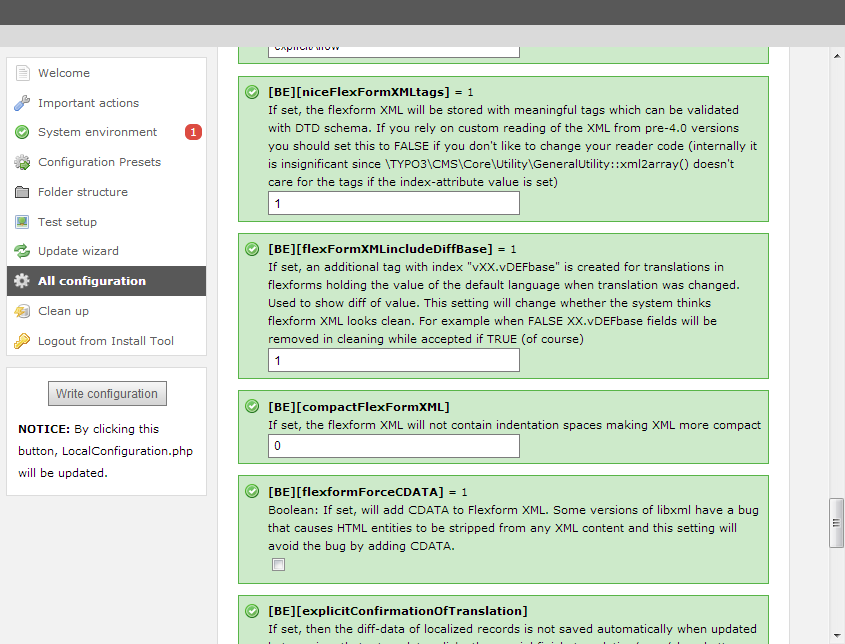 Welcome
Important actions
System environment 1
Configuration Presets
Folder structure
Test setup
Update wizard
All configuration
Clean up
Logout from Install Tool
Write configuration
NOTICE: By clicking this
button, LocalConfiguration.php
will be updated.
[BE][niceFlexFormXMLtags] = 1
If set, the flexform XML will be stored with meaningful tags which can be validated
with DTD schema. If you rely on custom reading of the XML from pre-4.0 versions
you should set this to FALSE if you don't like to change your reader code (internally it
is insignificant since \TYPO3\CMS\Core\Utility\GeneralUtility::xml2array() doesn't
care for the tags if the index-attribute value is set)
1
[BE][flexFormXMLincludeDiffBase] = 1
If set, an additional tag with index "vXX.vDEFbase" is created for translations in
flexforms holding the value of the default language when translation was changed.
Used to show diff of value. This setting will change whether the system thinks
flexform XML looks clean. For example when FALSE XX.vDEFbase fields will be
removed in cleaning while accepted if TRUE (of course)
1
[BE][compactFlexFormXML]
If set, the flexform XML will not contain indentation spaces making XML more compact
0
[BE][flexformForceCDATA] = 1
Boolean: If set, will add CDATA to Flexform XML. Some versions of libxml have a bug
that causes HTML entities to be stripped from any XML content and this setting will
avoid the bug by adding CDATA.
[BE][explicitConfirmationOfTranslation]
If set, then the diff-data of localized records is not saved automatically when updated